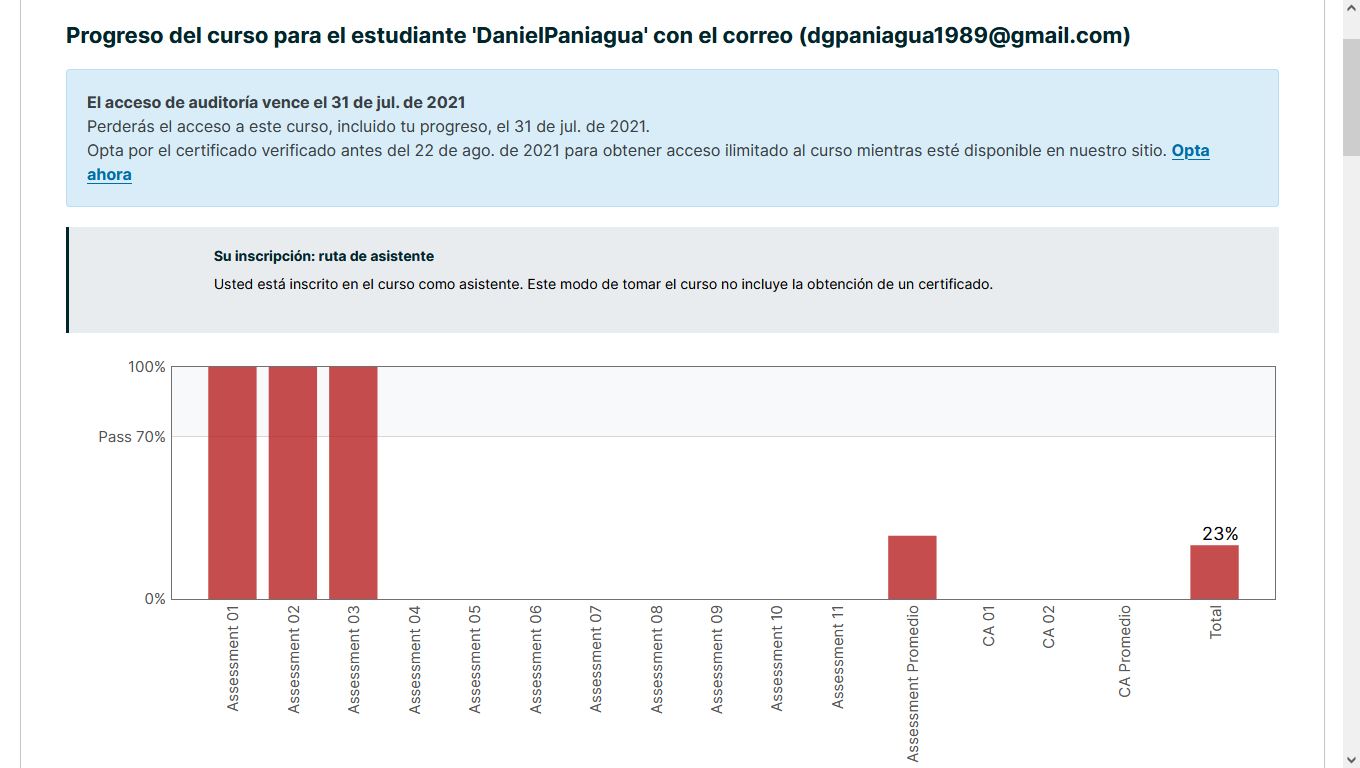 Progreso del curso para el estudiante 'DanielPaniagua' con el correo (dgpaniagua1989@gmail.com)
El acceso de auditoría vence el 31 de jul. de 2021
Perderás el acceso a este curso, incluido tu progreso, el 31 de jul. de 2021.
Opta por el certificado verificado antes del 22 de ago. de 2021 para obtener acceso ilimitado al curso mientras esté disponible en nuestro sitio. Opta
ahora
Su inscripción: ruta de asistente
Usted está inscrito en el curso como asistente. Este modo de tomar el curso no incluye la obtención de un certificado.
100%
Pass 70%
23%
0%
Assessment 01
Assessment 02
Assessment 03
Assessment 04
Assessment 05
Assessment 06
Assessment 07
Assessment 08
Assessment 09
Assessment 10
Assessment 11
Assessment Promedio
CA 01
CA 02
CA Promedio
Total